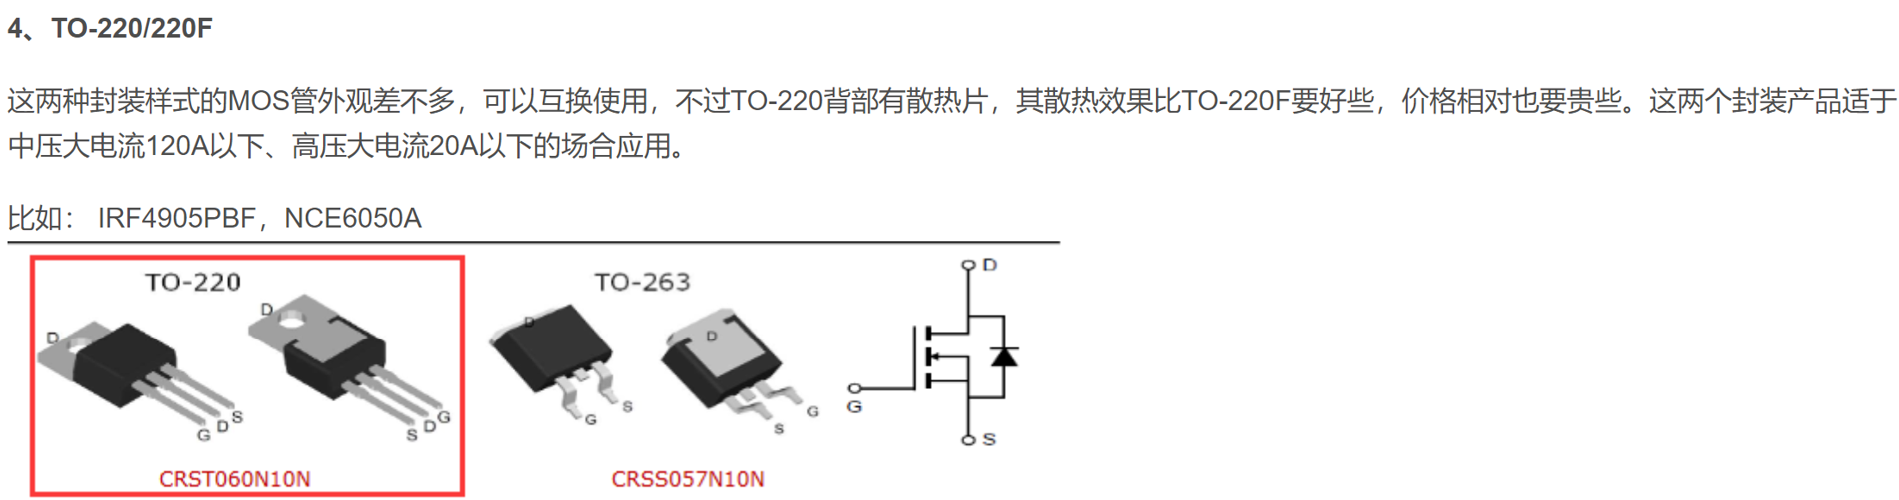 4、TO-220/220F
这两种封装样式的MOS管外观差不多，可以互换使用，不过TO-220背部有散热片，其散热效果比TO-220F要好些，价格相对也要贵些。这两个封装产品适于
中压大电流120A以下、高压大电流20A以下的场合应用。
比如： IRF4905PBF，NCE6050A
TO-220
D
G D S
D
S D G
CRST060N10N
TO-263
D
G S
D
S G
CRSS057N10N
D
G
S